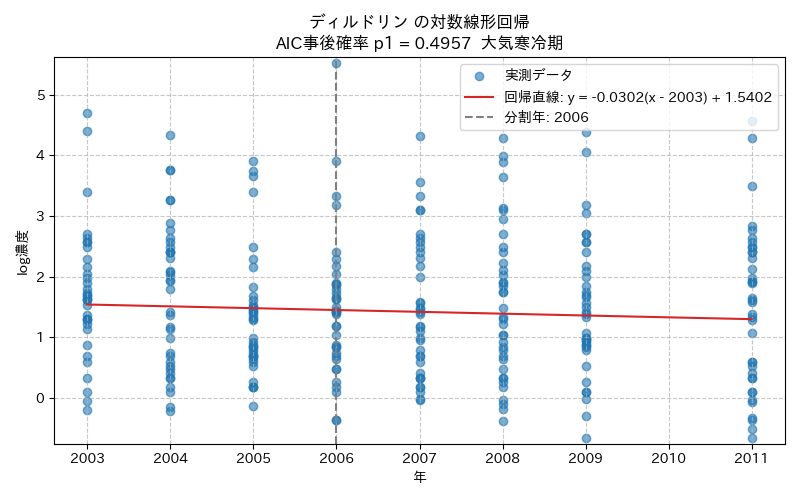 ディルドリン の対数線形回帰
AIC事後確率 p1 = 0.4957  大気寒冷期
実測データ
回帰直線: y = -0.0302(x - 2003) + 1.5402
分割年: 2006
log濃度
5
4
3
2
1
0
2003 2004 2005 2006 2007 2008 2009 2010 2011
年